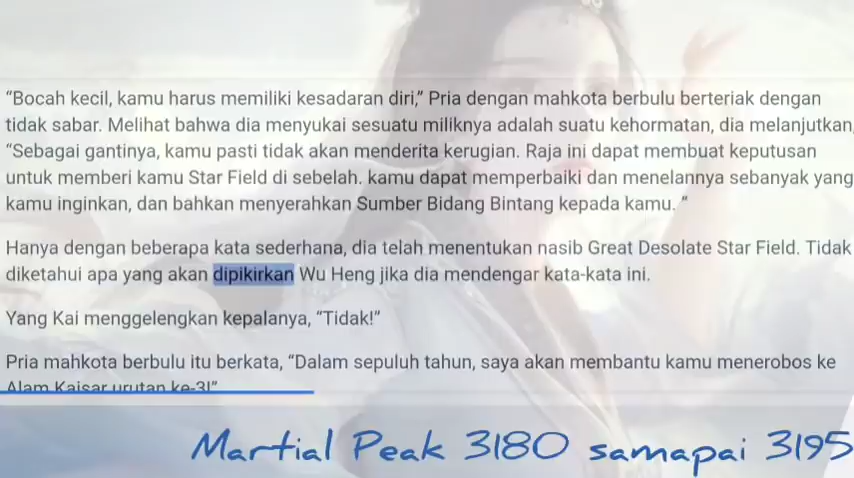 “Bocah kecil, kamu harus memiliki kesadaran diri,” Pria dengan mahkota berbulu berteriak dengan
tidak sabar. Melihat bahwa dia menyukai sesuatu miliknya adalah suatu kehormatan, dia melanjutkan,
“Sebagai gantinya, kamu pasti tidak akan menderita kerugian. Raja ini dapat membuat keputusan
untuk memberi kamu Star Field di sebelah. kamu dapat memperbaiki dan menelannya sebanyak yang
kamu inginkan, dan bahkan menyerahkan Sumber Bidang Bintang kepada kamu. ”
Hanya dengan beberapa kata sederhana, dia telah menentukan nasib Great Desolate Star Field. Tidak
diketahui apa yang akan dipikirkan Wu Heng jika dia mendengar kata-kata ini.
Yang Kai menggelengkan kepalanya, “Tidak!”
Pria mahkota berbulu itu berkata, “Dalam sepuluh tahun, saya akan membantu kamu menerobos ke
Alam Kaisar urutan ke-3!”
Martial Peak 3180 samapai 3195